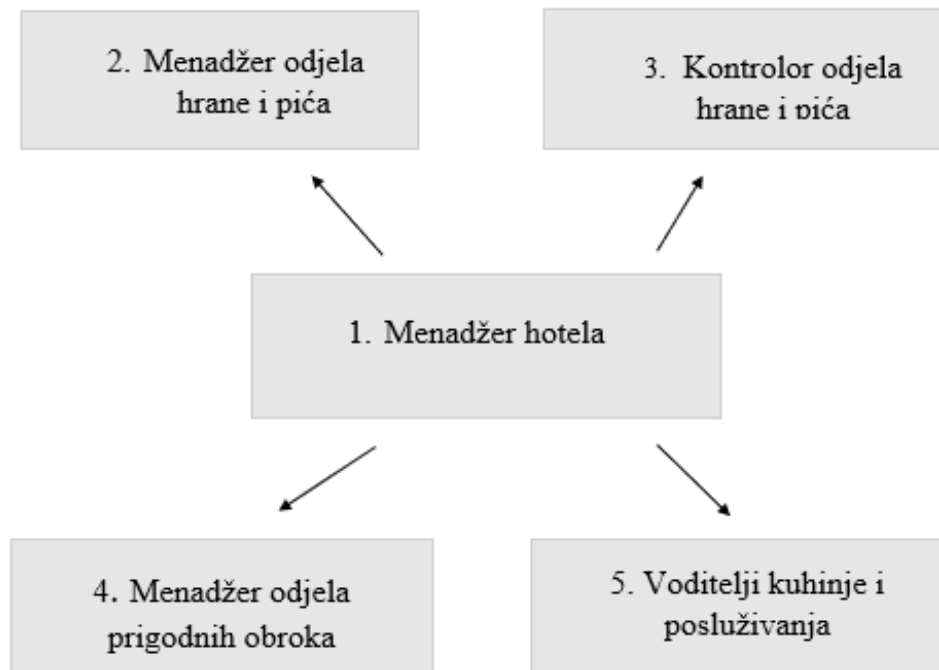 2. Menadžer odjela
hrane i pića
3. Kontrolor odjela
hrane i pića
1. Menadžer hotela
4. Menadžer odjela
prigodnih obroka
5. Voditelji kuhinje i
posluživanja